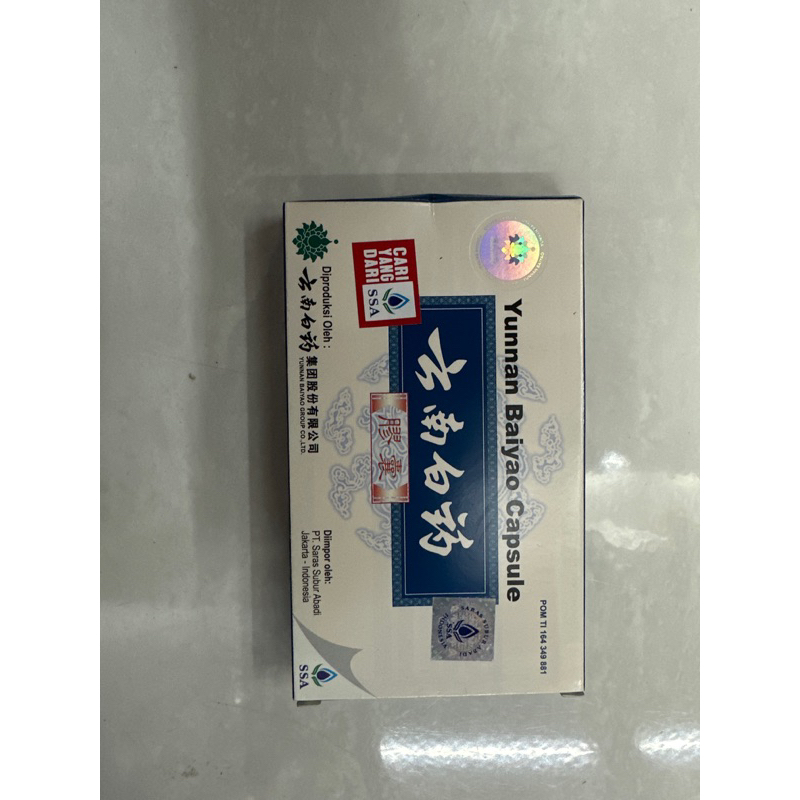 Yunnan Baiyao Capsule
POM TI 164 349 881
云南白药
膠囊
CARI
YANG
DARI
SSA
Diproduksi Oleh :
云南白药 集团股份有限公司
YUNNAN BAIYAO GROUP CO.,LTD.
Diimpor oleh:
PT. Saras Subur Abadi
Jakarta - Indonesia
SSA
SSA